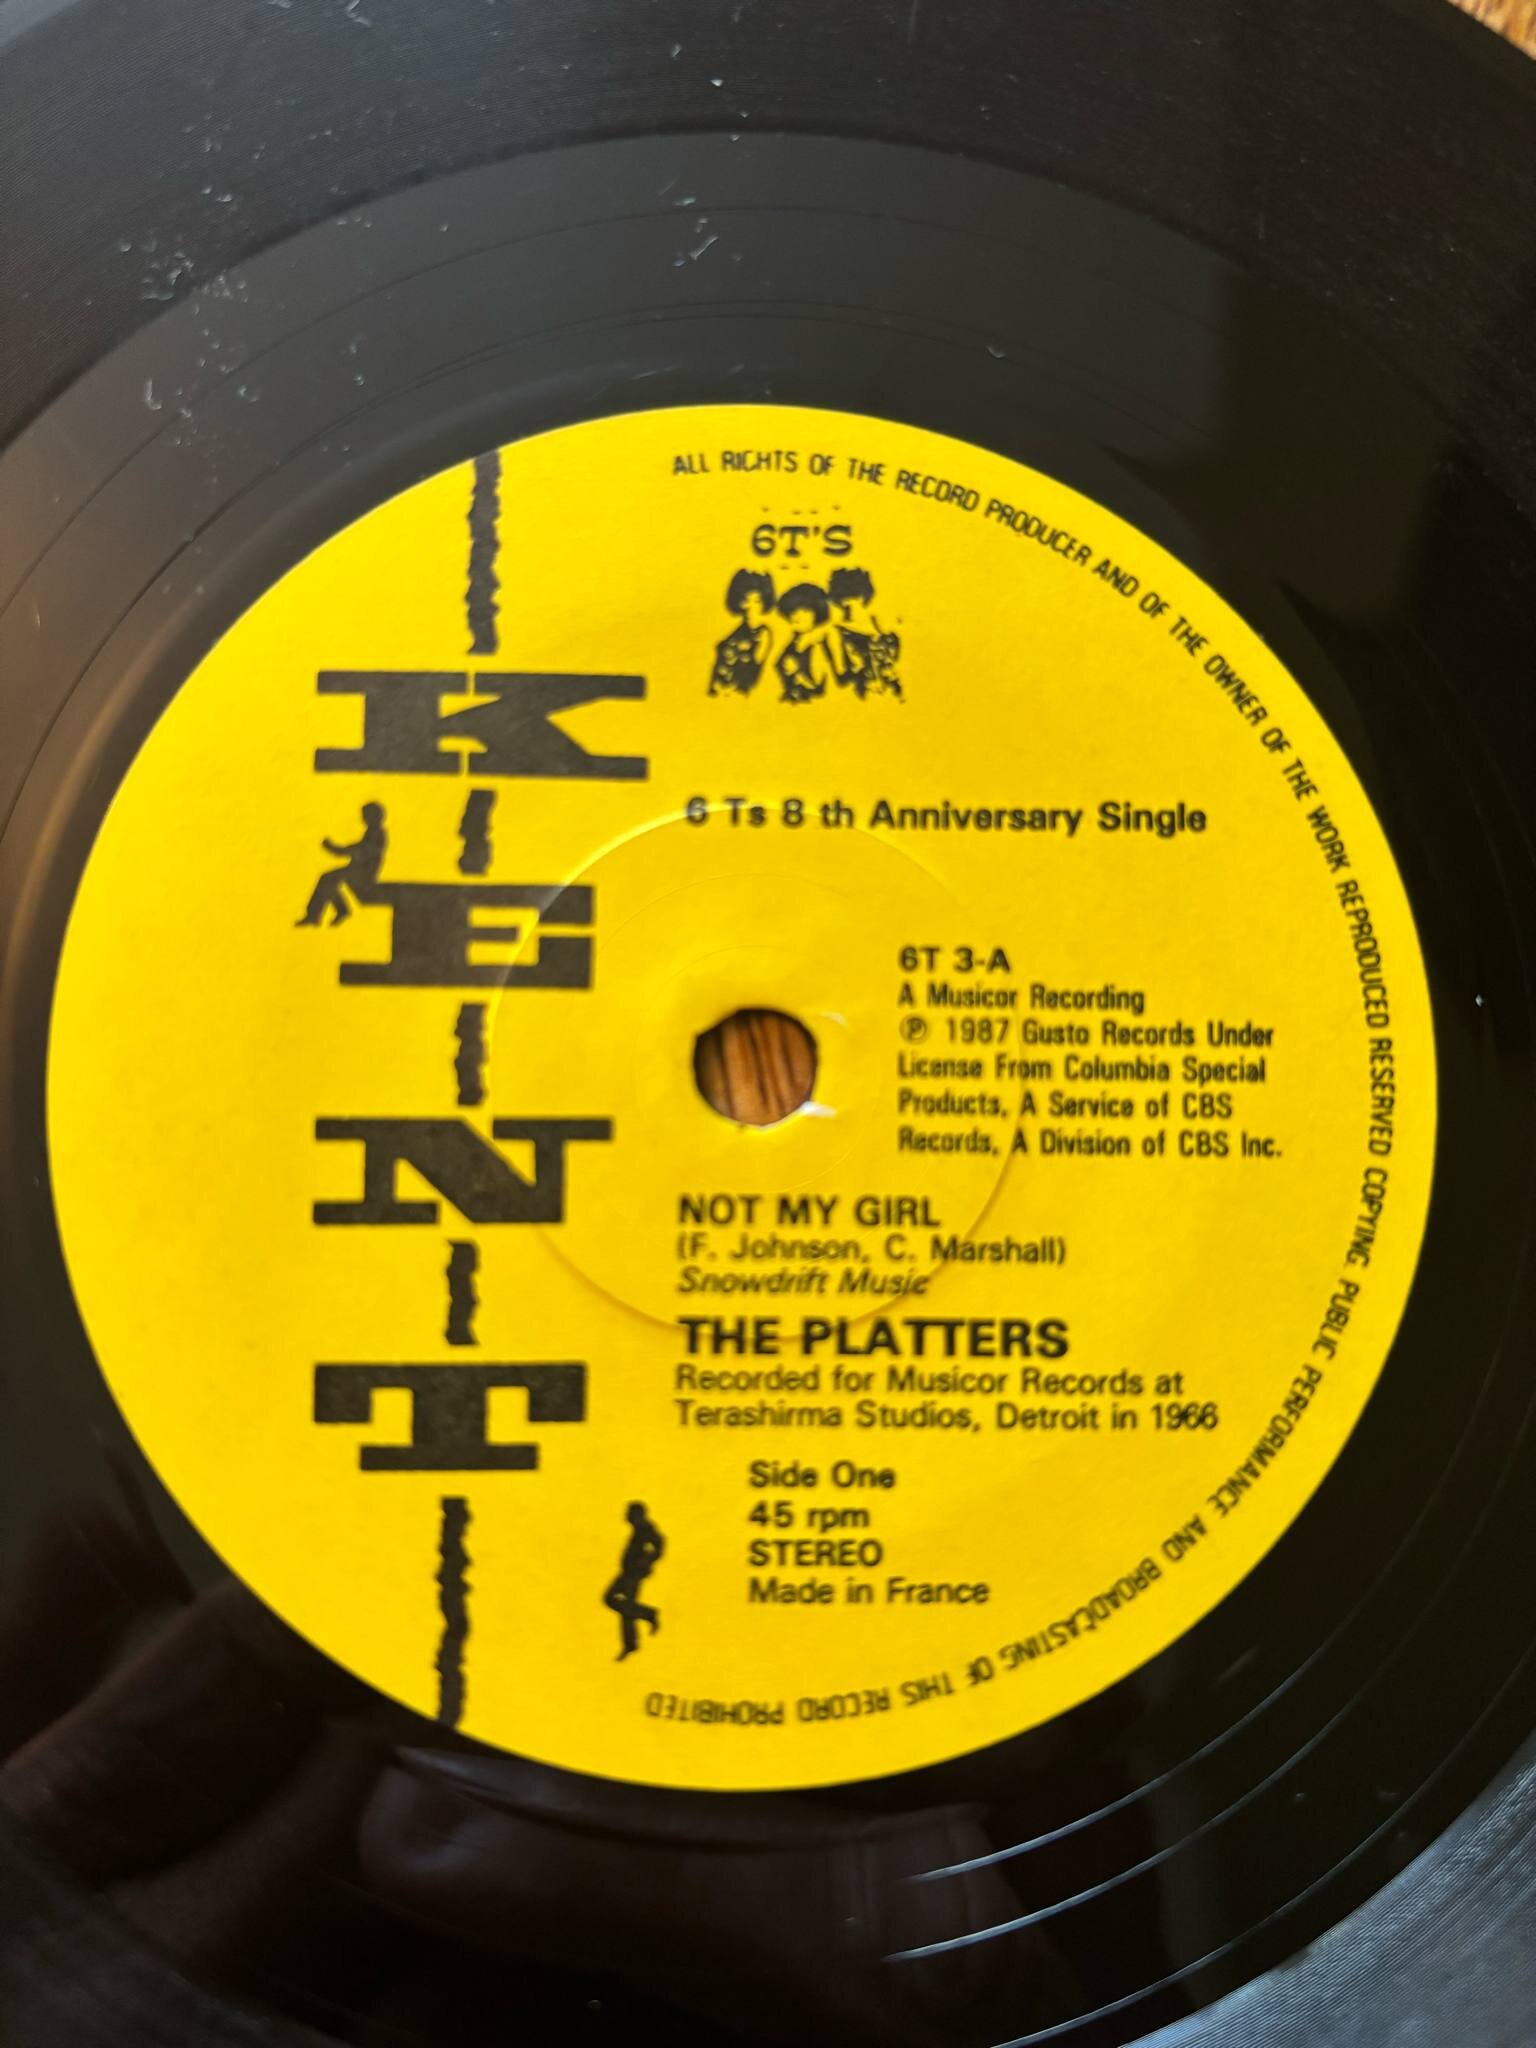 ALL RIGHTS OF THE RECORD PRODUCER AND OF THE OWNER OF THE WORK REPRODUCED RESERVED COPYING. PUBLIC PERFORMANCE AND BROADCASTING OF THIS RECORD PROHIBITED
6T'S
KENT
6 Ts 8 th Anniversary Single
6T 3-A
A Musicor Recording
℗ 1987 Gusto Records Under
License From Columbia Special
Products, A Service of CBS
Records, A Division of CBS Inc.
NOT MY GIRL
(F. Johnson, C. Marshall)
Snowdrift Music
THE PLATTERS
Recorded for Musicor Records at
Terashirma Studios, Detroit in 1966
Side One
45 rpm
STEREO
Made in France